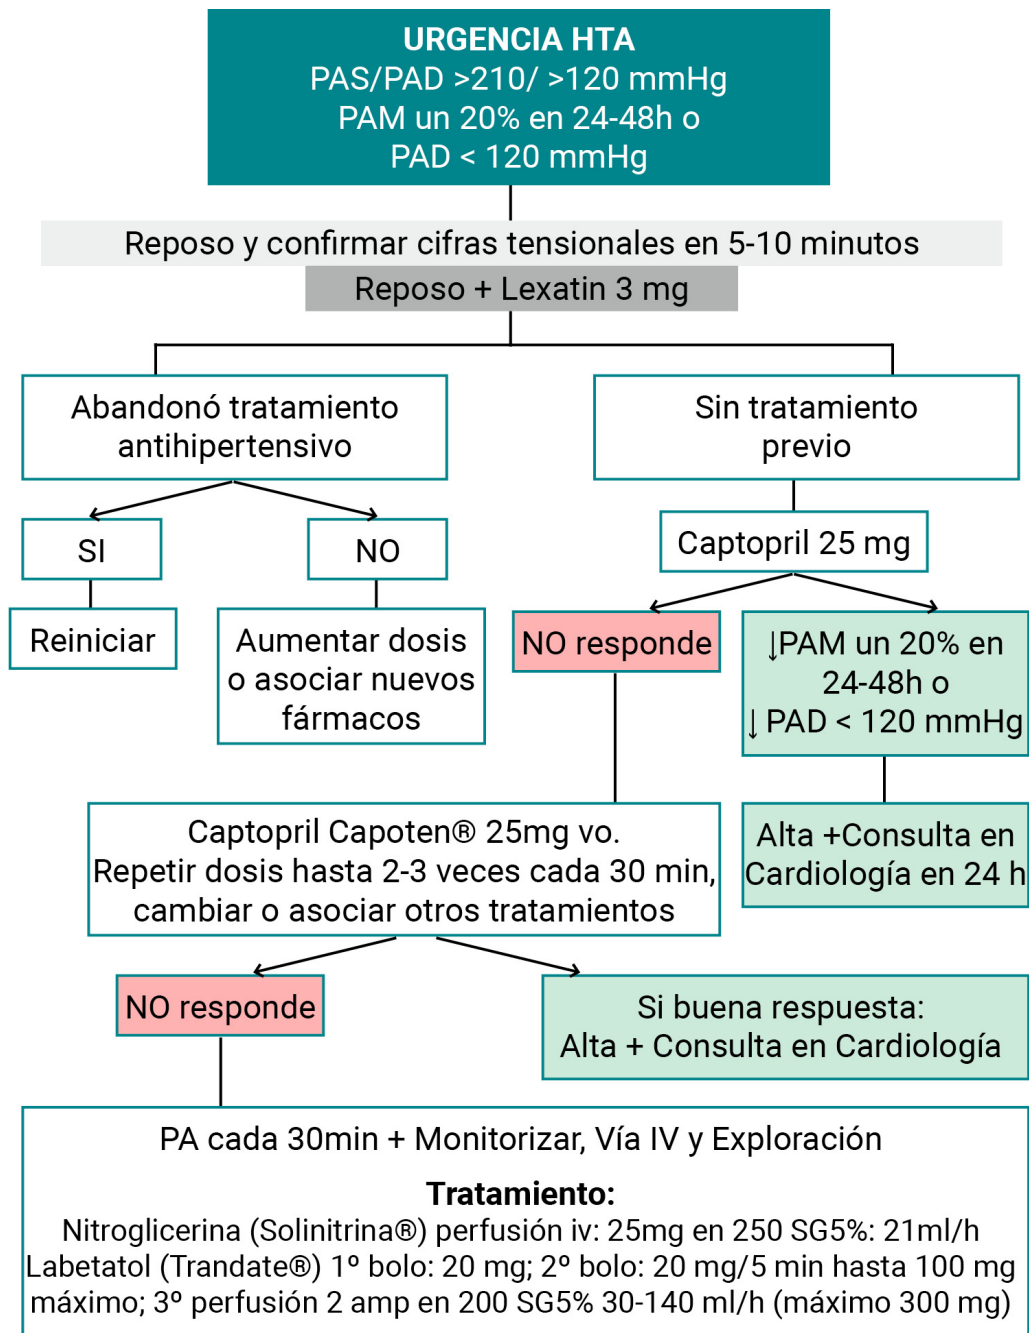 URGENCIA HTA
PAS/PAD >210/ >120 mmHg
PAM un 20% en 24-48h o
PAD < 120 mmHg
Reposo y confirmar cifras tensionales en 5-10 minutos
Reposo + Lexatin 3 mg
Abandonó tratamiento
antihipertensivo
Sin tratamiento
previo
SI
NO
Captopril 25 mg
Reiniciar
Aumentar dosis
o asociar nuevos
fármacos
NO responde
↓PAM un 20% en
24-48h o
↓ PAD < 120 mmHg
Captopril Capoten® 25mg vo.
Repetir dosis hasta 2-3 veces cada 30 min,
cambiar o asociar otros tratamientos
Alta +Consulta en
Cardiología en 24 h
NO responde
Si buena respuesta:
Alta + Consulta en Cardiología
PA cada 30min + Monitorizar, Vía IV y Exploración
Tratamiento:
Nitroglicerina (Solinitrina®) perfusión iv: 25mg en 250 SG5%: 21ml/h
Labetatol (Trandate®) 1º bolo: 20 mg; 2º bolo: 20 mg/5 min hasta 100 mg
máximo; 3º perfusión 2 amp en 200 SG5% 30-140 ml/h (máximo 300 mg)